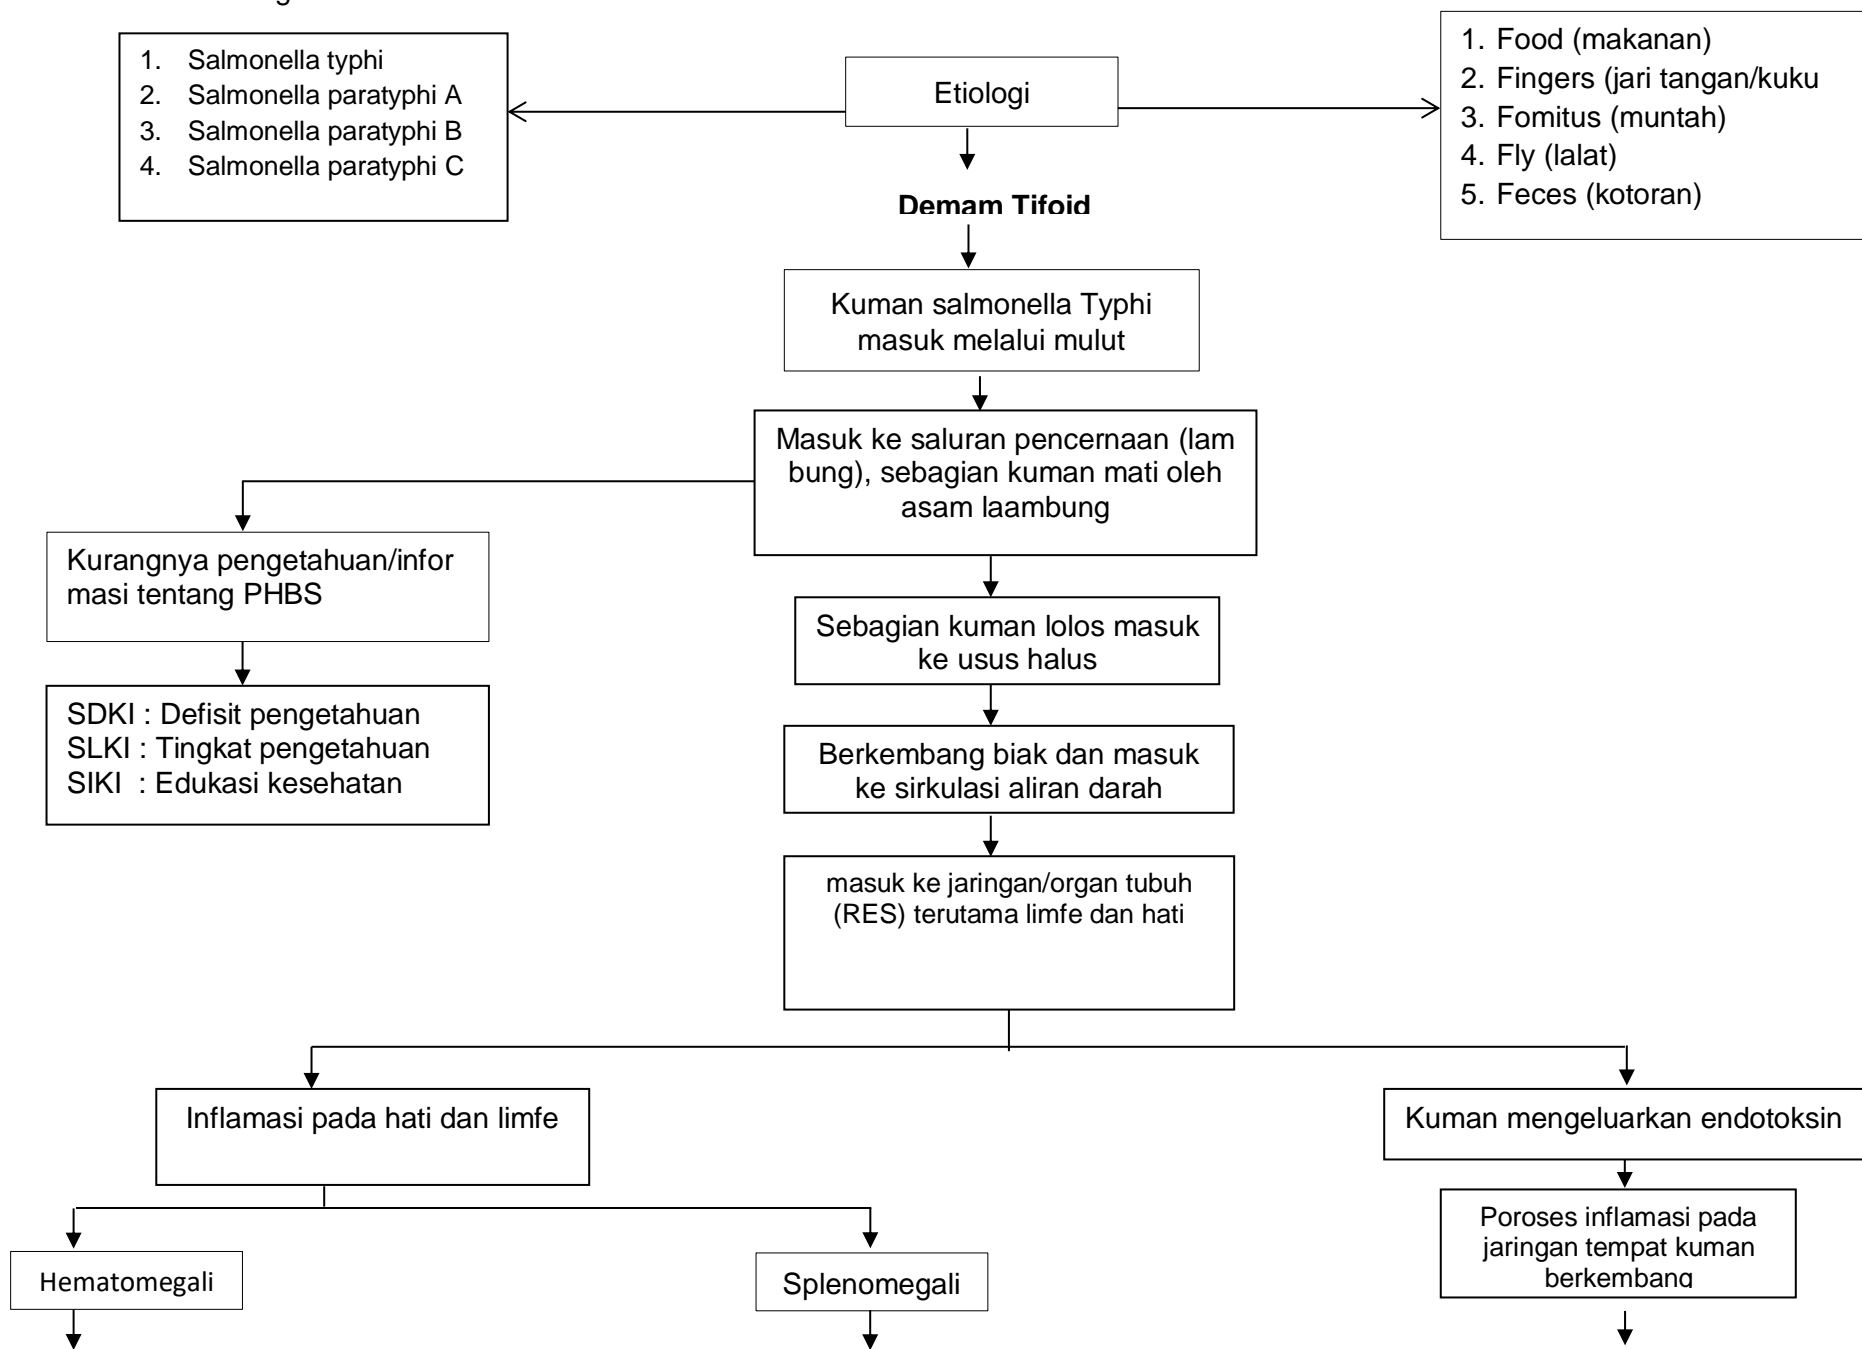 1. Salmonella typhi
2. Salmonella paratyphi A
3. Salmonella paratyphi B
4. Salmonella paratyphi C
Etiologi
1. Food (makanan)
2. Fingers (jari tangan/kuku
3. Fomitus (muntah)
4. Fly (lalat)
5. Feces (kotoran)
Demam Tifoid
Kuman salmonella Typhi
masuk melalui mulut
Masuk ke saluran pencernaan (lam
bung), sebagian kuman mati oleh
asam laambung
Kurangnya pengetahuan/infor
masi tentang PHBS
Sebagian kuman lolos masuk
ke usus halus
SDKI : Defisit pengetahuan
SLKI : Tingkat pengetahuan
SIKI : Edukasi kesehatan
Berkembang biak dan masuk
ke sirkulasi aliran darah
masuk ke jaringan/organ tubuh
(RES) terutama limfe dan hati
Inflamasi pada hati dan limfe
Kuman mengeluarkan endotoksin
Poroses inflamasi pada
jaringan tempat kuman
berkembang
Hematomegali
Splenomegali